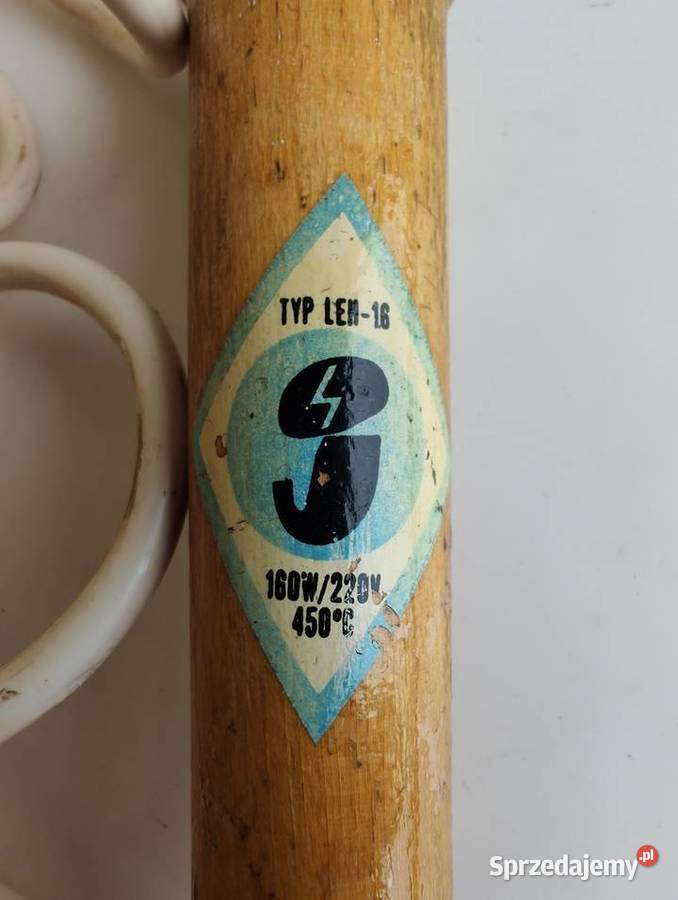 TYP LEH-16
160W/220V
450°C
Sprzedajemy.pl